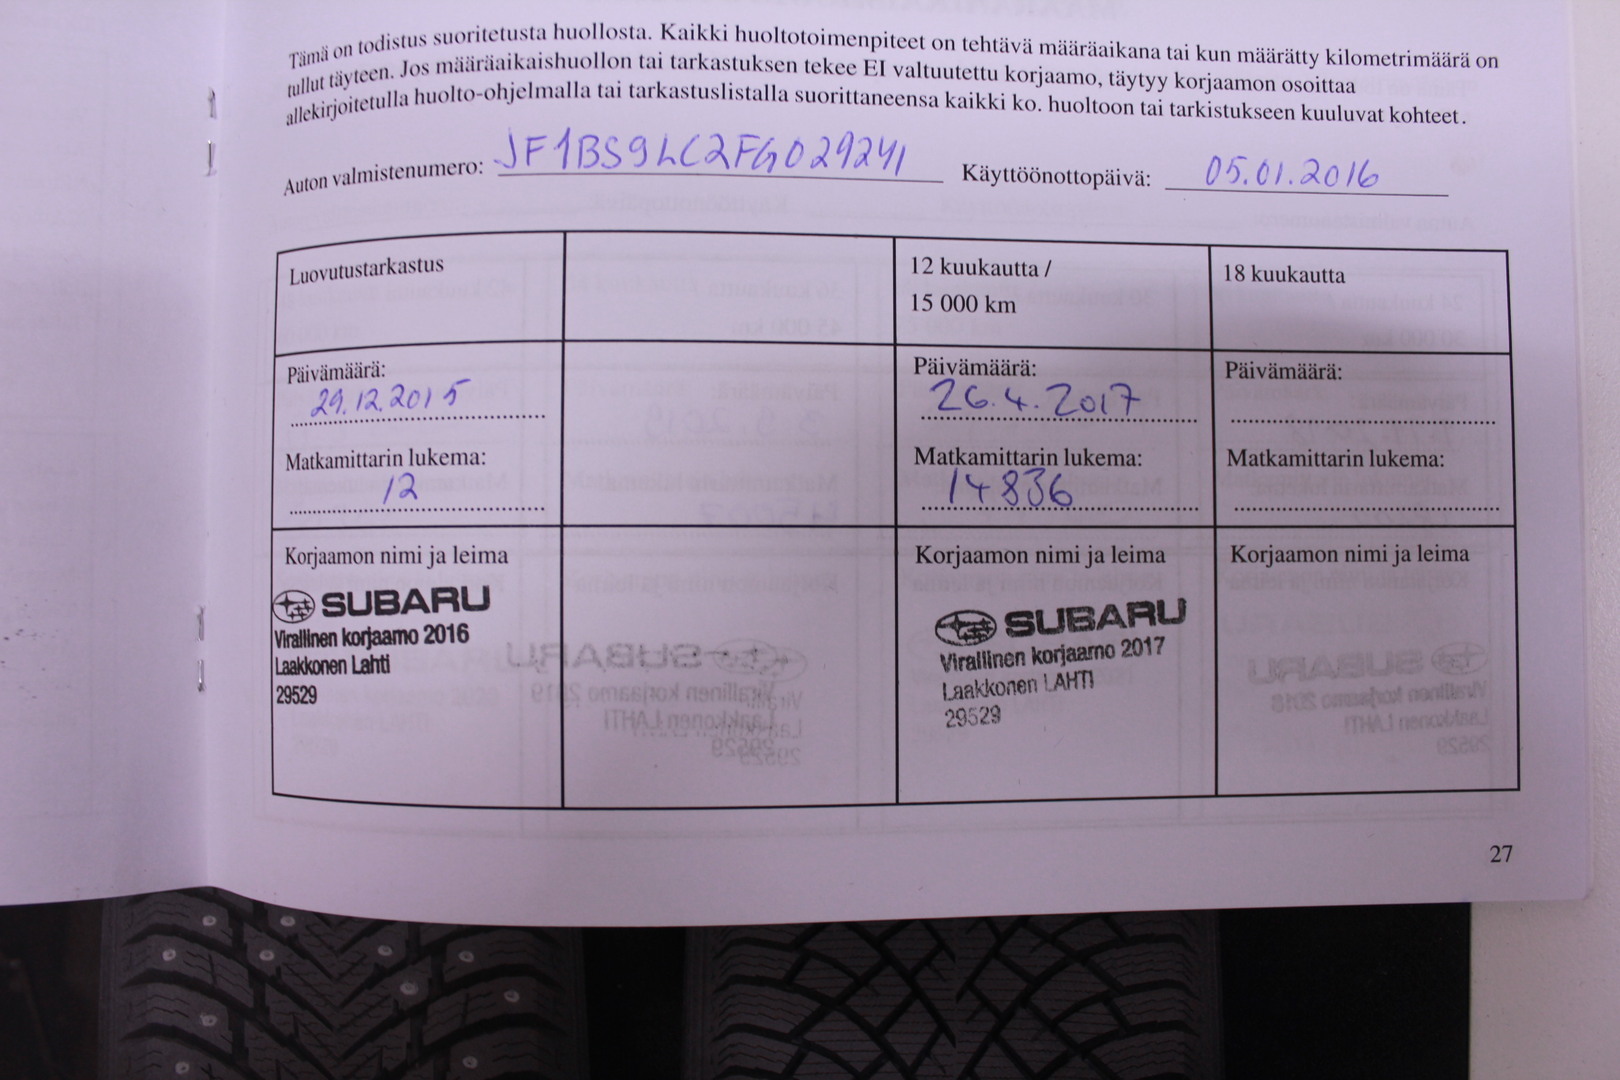 Tämä on todistus suoritetusta huollosta. Kaikki huoltotoimenpiteet on tehtävä määräaikana tai kun määrätty kilometrimäärä on
tullut täyteen. Jos määräaikaishuollon tai tarkastuksen tekee EI valtuutettu korjaamo, täytyy korjaamon osoittaa
allekirjoitetulla huolto-ohjelmalla tai tarkastuslistalla suorittaneensa kaikki ko. huoltoon tai tarkistukseen kuuluvat kohteet.
Auton valmistenumero: JF1BS9LC2FG029241 Käyttöönottopäivä: 05.01.2016
Luovutustarkastus
12 kuukautta /
15 000 km
18 kuukautta
Päivämäärä:
29.12.2015
Matkamittarin lukema:
12
Päivämäärä:
26.4.2017
Matkamittarin lukema:
14836
Päivämäärä:
Matkamittarin lukema:
Korjaamon nimi ja leima
SUBARU
Virallinen korjaamo 2016
Laakkonen Lahti
29529
Korjaamon nimi ja leima
SUBARU
Virallinen korjaamo 2017
Laakkonen LAHTI
29529
Korjaamon nimi ja leima
27